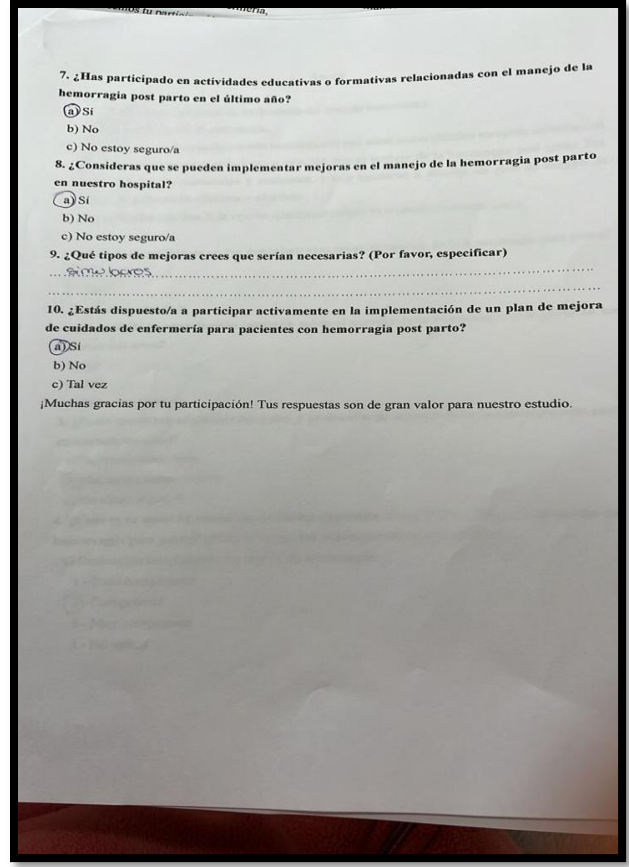 7. ¿Has participado en actividades educativas o formativas relacionadas con el manejo de la
hemorragia post parto en el último año?
a) Sí
b) No
c) No estoy seguro/a
8. ¿Consideras que se pueden implementar mejoras en el manejo de la hemorragia post parto
en nuestro hospital?
a) Sí
b) No
c) No estoy seguro/a
9. ¿Qué tipos de mejoras crees que serían necesarias? (Por favor, especificar)
10. ¿Estás dispuesto/a a participar activamente en la implementación de un plan de mejora
de cuidados de enfermería para pacientes con hemorragia post parto?
a) Sí
b) No
c) Tal vez
¡Muchas gracias por tu participación! Tus respuestas son de gran valor para nuestro estudio.